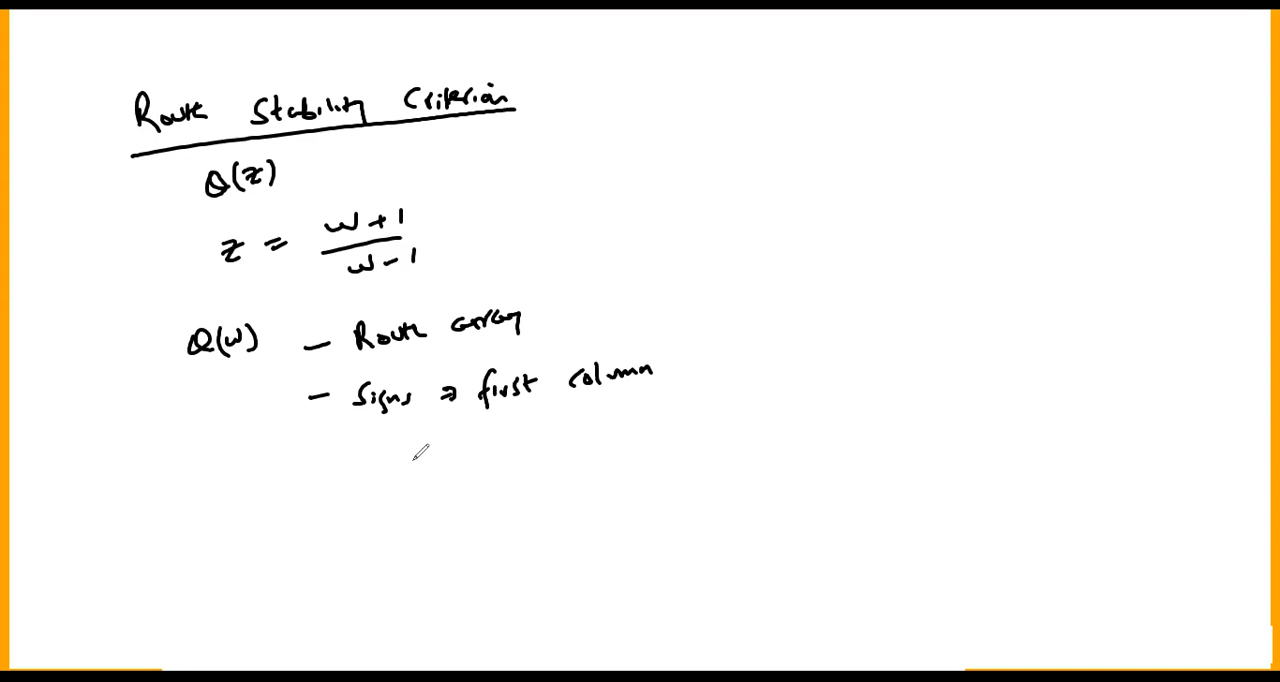 Routh Stability Criterion
Q(z)
z = w+1 / w-1
Q(w) - Routh array
- Signs ⇒ first column